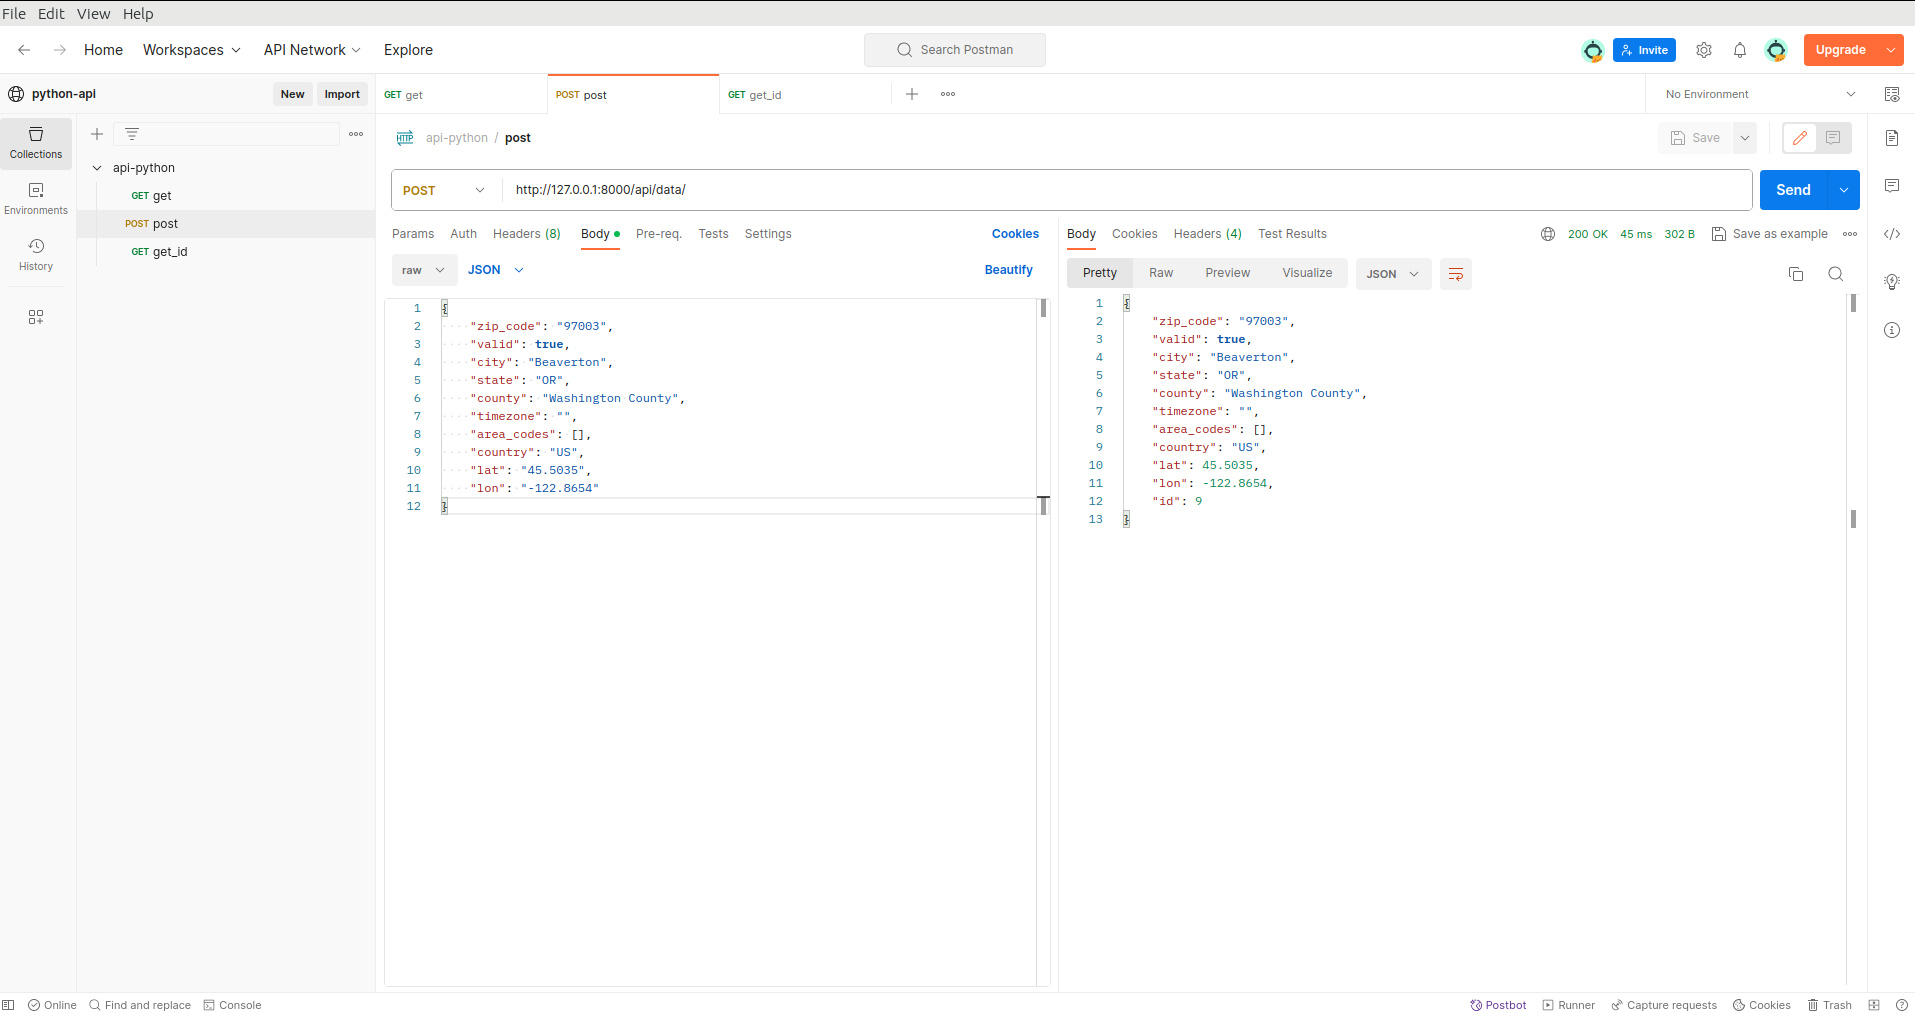 File Edit View Help
Home Workspaces API Network Explore Search Postman Invite Upgrade
python-api New Import GET get POST post GET get_id No Environment
Collections
Environments
History
api-python
GET get
POST post
GET get_id
HTTP api-python / post Save
POST http://127.0.0.1:8000/api/data/ Send
Params Auth Headers (8) Body Pre-req. Tests Settings Cookies
raw JSON Beautify
1 {
2 "zip_code": "97003",
3 "valid": true,
4 "city": "Beaverton",
5 "state": "OR",
6 "county": "Washington County",
7 "timezone": "",
8 "area_codes": [],
9 "country": "US",
10 "lat": "45.5035",
11 "lon": "-122.8654"
12 }
Body Cookies Headers (4) Test Results 200 OK 45 ms 302 B Save as example
Pretty Raw Preview Visualize JSON
1 {
2 "zip_code": "97003",
3 "valid": true,
4 "city": "Beaverton",
5 "state": "OR",
6 "county": "Washington County",
7 "timezone": "",
8 "area_codes": [],
9 "country": "US",
10 "lat": 45.5035,
11 "lon": -122.8654,
12 "id": 9
13 }
Online Find and replace Console Postbot Runner Capture requests Cookies Trash